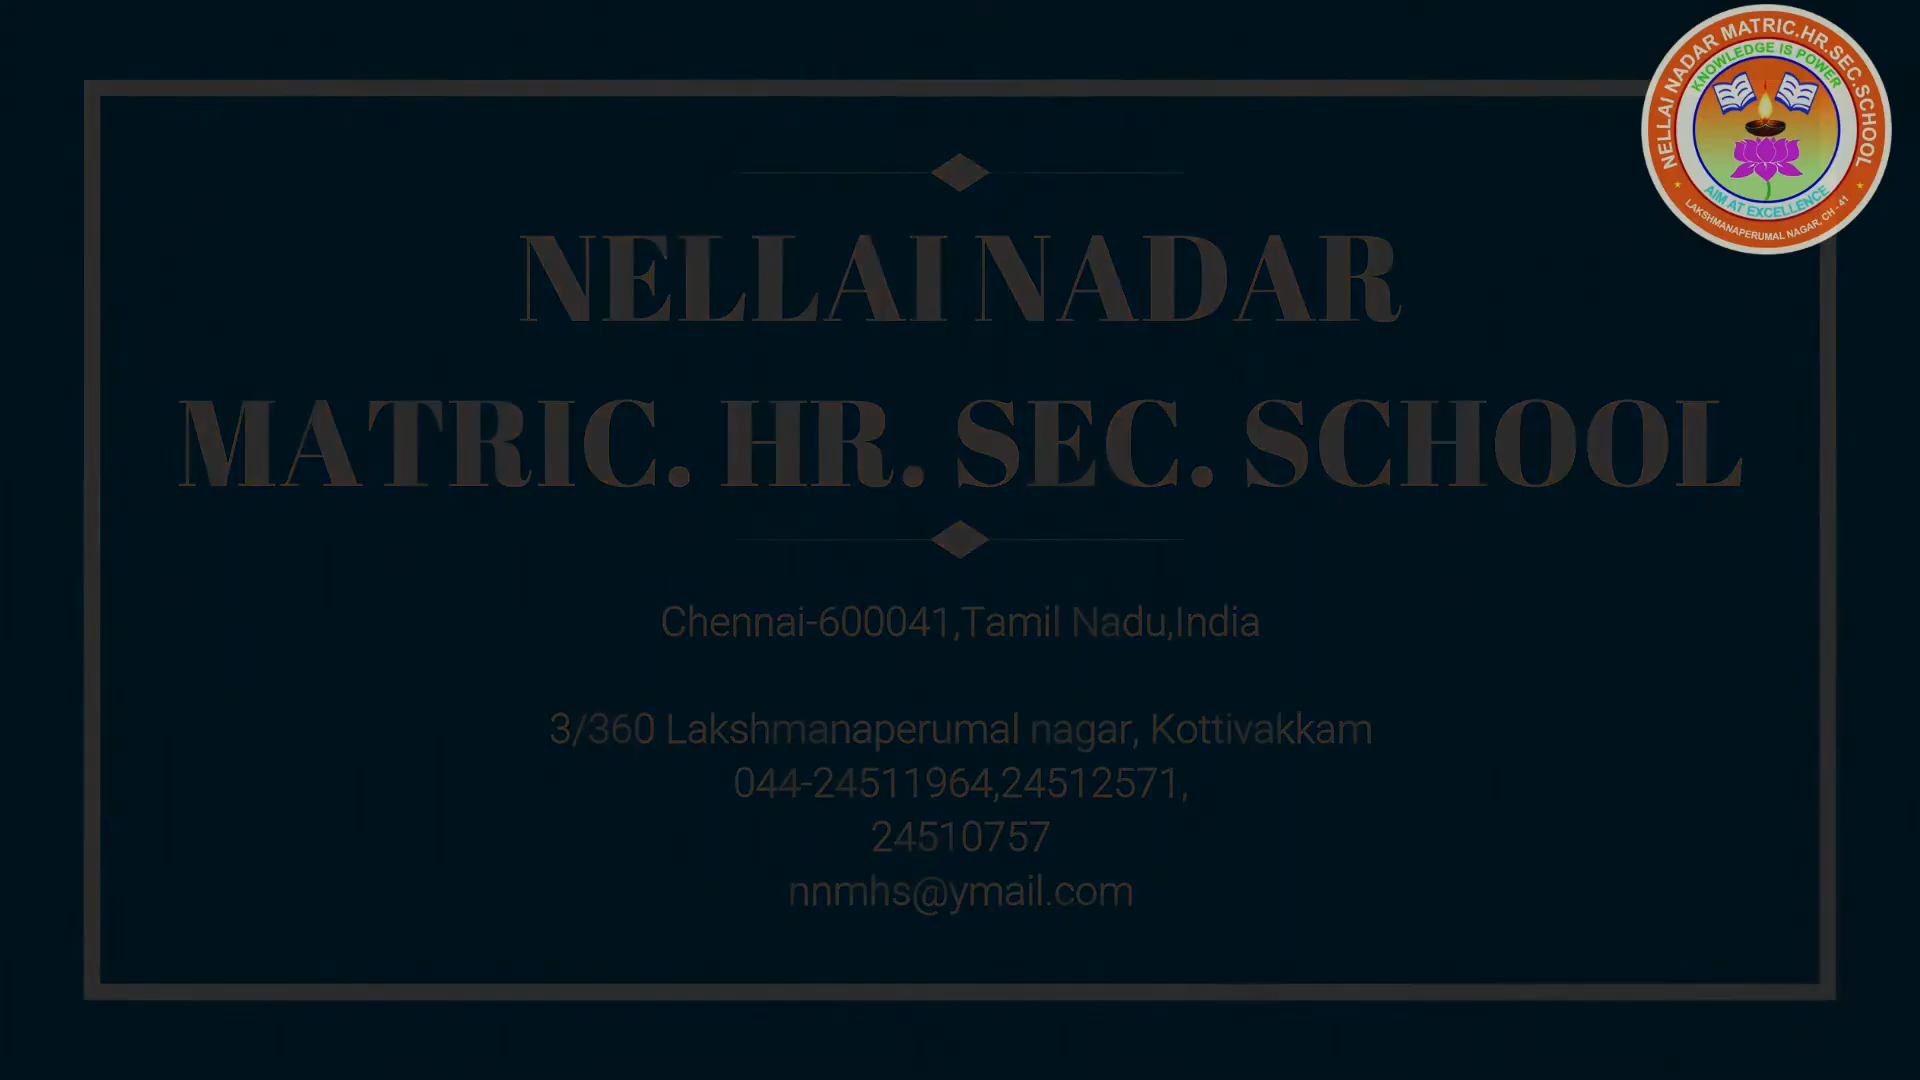 NELLAI NADAR MATRIC.HR.SEC.SCHOOL
KNOWLEDGE IS POWER
AIM AT EXCELLENCE
LAKSHMANAPERUMAL NAGAR, CH - 41
NELLAI NADAR
MATRIC. HR. SEC. SCHOOL
Chennai-600041,Tamil Nadu,India
3/360 Lakshmanaperumal nagar, Kottivakkam
044-24511964,24512571,
24510757
nnmhs@ymail.com